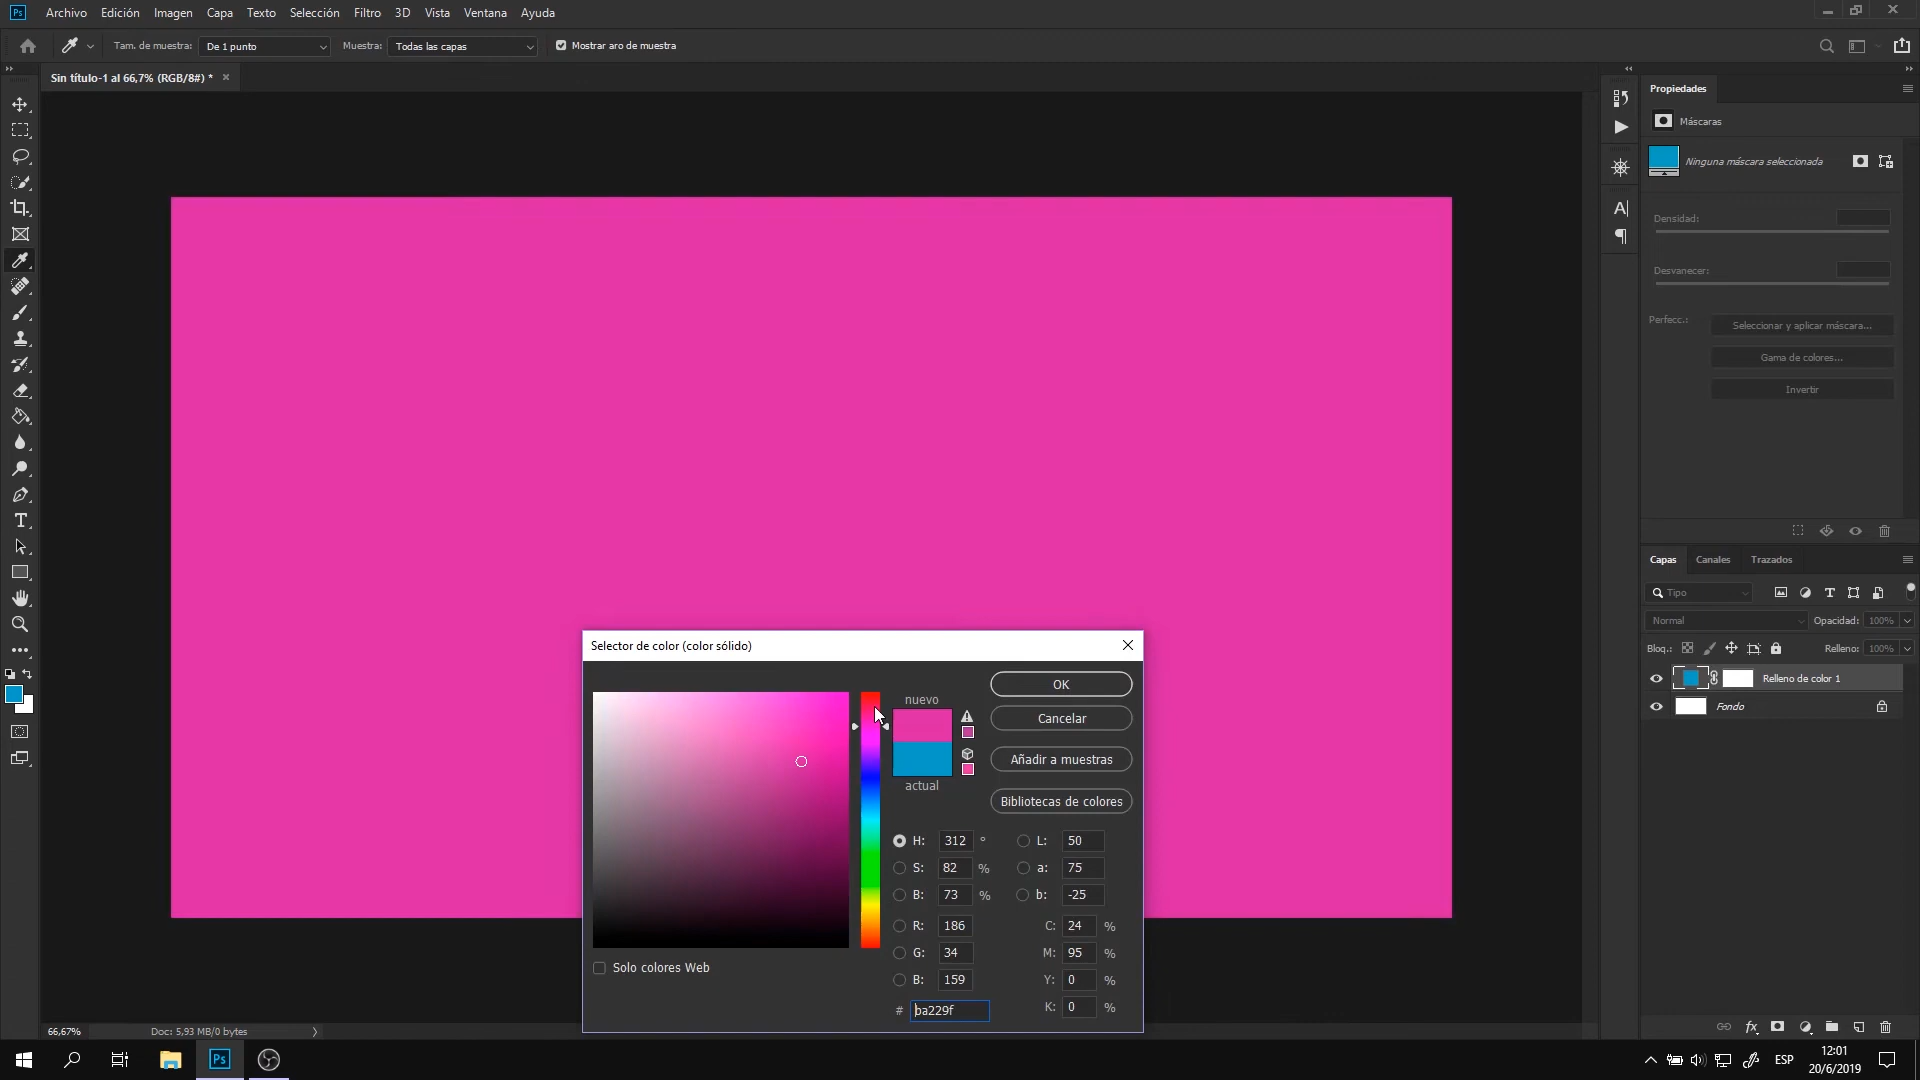 Ps Archivo Edición Imagen Capa Texto Selección Filtro 3D Vista Ventana Ayuda
Tam. de muestra: De 1 punto Muestra: Todas las capas Mostrar aro de muestra
Sin título-1 al 66,7% (RGB/8#) * ×
Propiedades
Máscaras
Ninguna máscara seleccionada
Densidad:
Desvanecer:
Perfecc.: Seleccionar y aplicar máscara...
Gama de colores...
Invertir
Capas Canales Trazados
Tipo
Normal Opacidad: 100%
Bloq.: Relleno: 100%
Relleno de color 1
Fondo
Selector de color (color sólido)
nuevo
actual
OK
Cancelar
Añadir a muestras
Bibliotecas de colores
H: 312 ° L: 50
S: 82 % a: 75
B: 73 % b: -25
R: 186 C: 24 %
G: 34 M: 95 %
B: 159 Y: 0 %
# ba229f K: 0 %
Solo colores Web
66,67% Doc: 5,93 MB/0 bytes
fx
Ps
ESP
12:01
20/6/2019